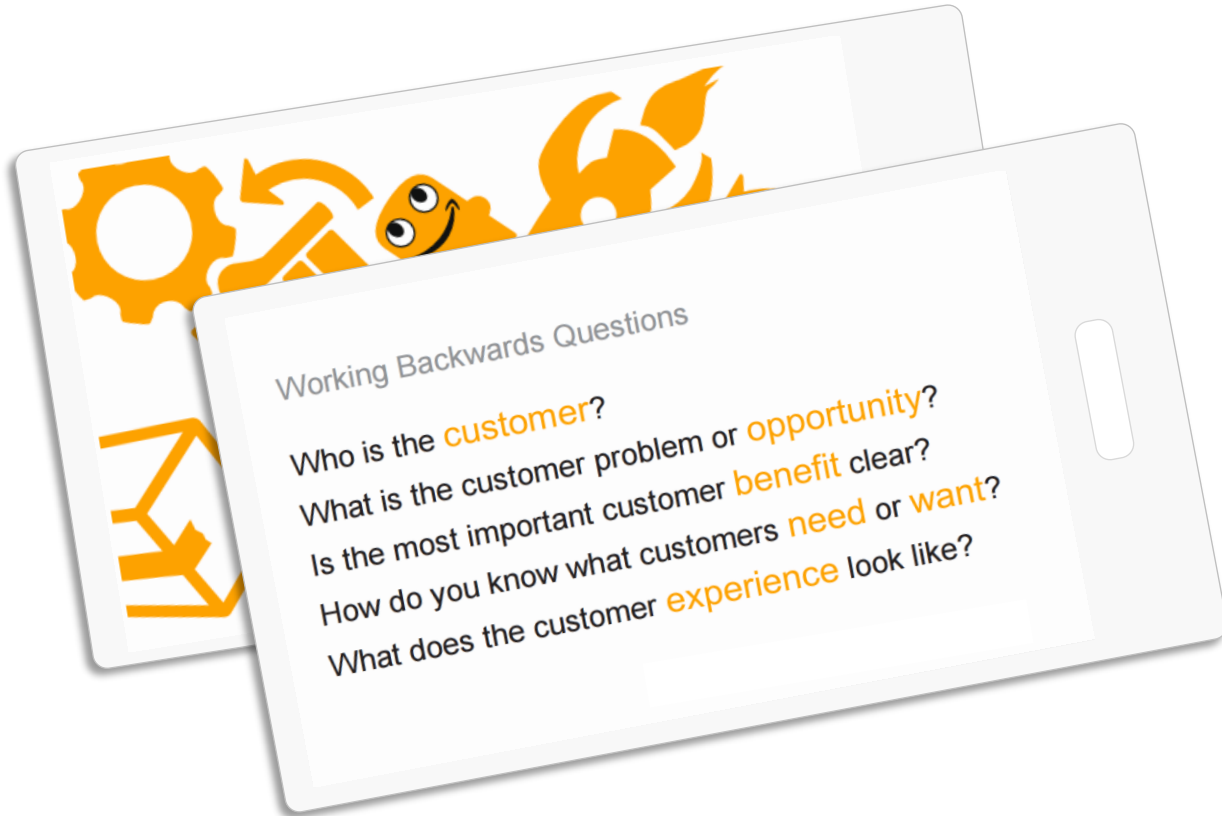 Working Backwards Questions
Who is the customer?
What is the customer problem or opportunity?
Is the most important customer benefit clear?
How do you know what customers need or want?
What does the customer experience look like?